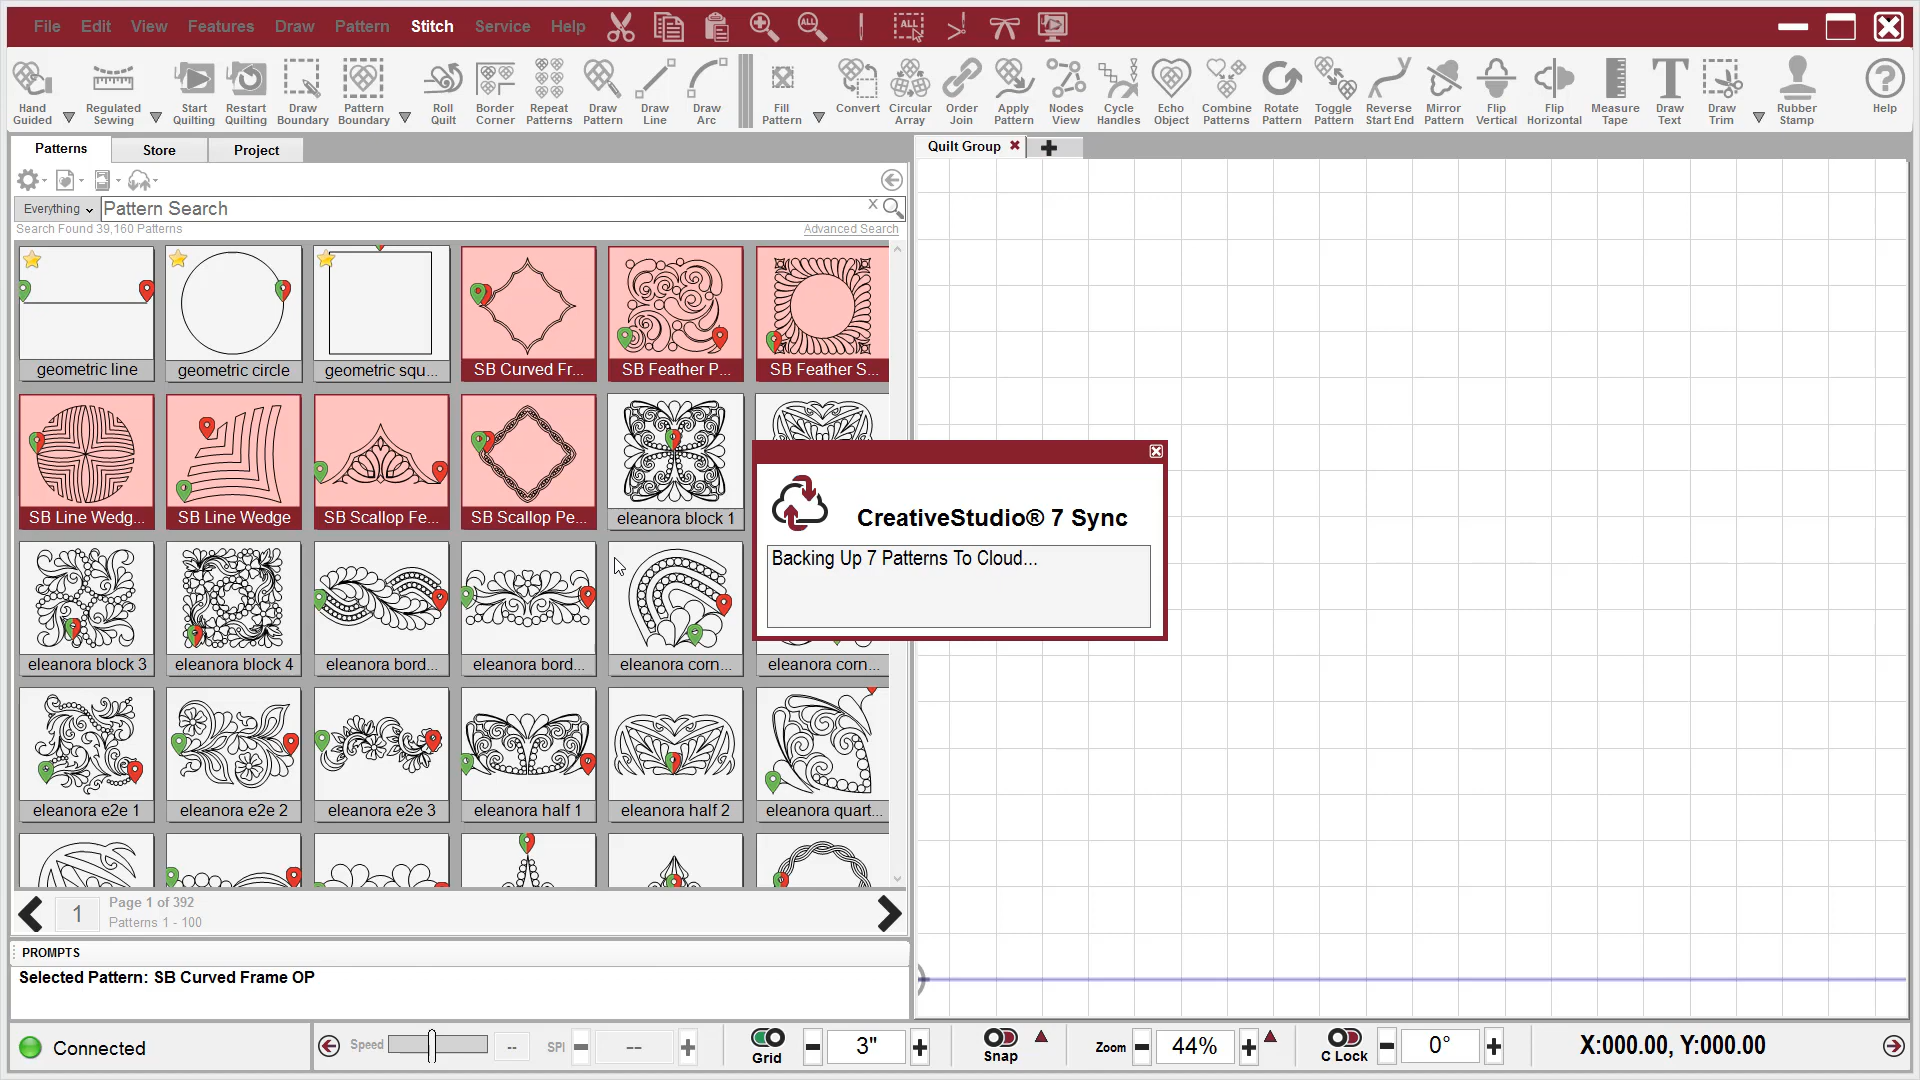 File Edit View Features Draw Pattern Stitch Service Help
ALL ALL
Hand Guided
Regulated Sewing
Start Quilting
Restart Quilting
Draw Boundary
Pattern Boundary
Roll Quilt
Border Corner
Repeat Patterns
Draw Pattern
Draw Line
Draw Arc
Fill Pattern
Convert
Circular Array
Order Join
Apply Pattern
Nodes View
Cycle Handles
Echo Object
Combine Patterns
Rotate Pattern
Toggle Pattern
Reverse Start End
Mirror Pattern
Flip Vertical
Flip Horizontal
Measure Tape
Draw Text
Draw Trim
Rubber Stamp
Help
Patterns Store Project
Quilt Group
Everything Pattern Search X
Search Found 39,160 Patterns Advanced Search
geometric line geometric circle geometric squ... SB Curved Fr... SB Feather P... SB Feather S...
SB Line Wedg... SB Line Wedge SB Scallop Fe... SB Scallop Pe... eleanora block 1
CreativeStudio® 7 Sync
Backing Up 7 Patterns To Cloud...
eleanora block 3 eleanora block 4 eleanora bord... eleanora bord... eleanora corn... eleanora corn...
eleanora e2e 1 eleanora e2e 2 eleanora e2e 3 eleanora half 1 eleanora half 2 eleanora quart...
1 Page 1 of 392
Patterns 1 - 100
PROMPTS
Selected Pattern: SB Curved Frame OP
Connected Speed -- SPI -- Grid 3" Snap Zoom 44% C Lock 0° X:000.00, Y:000.00